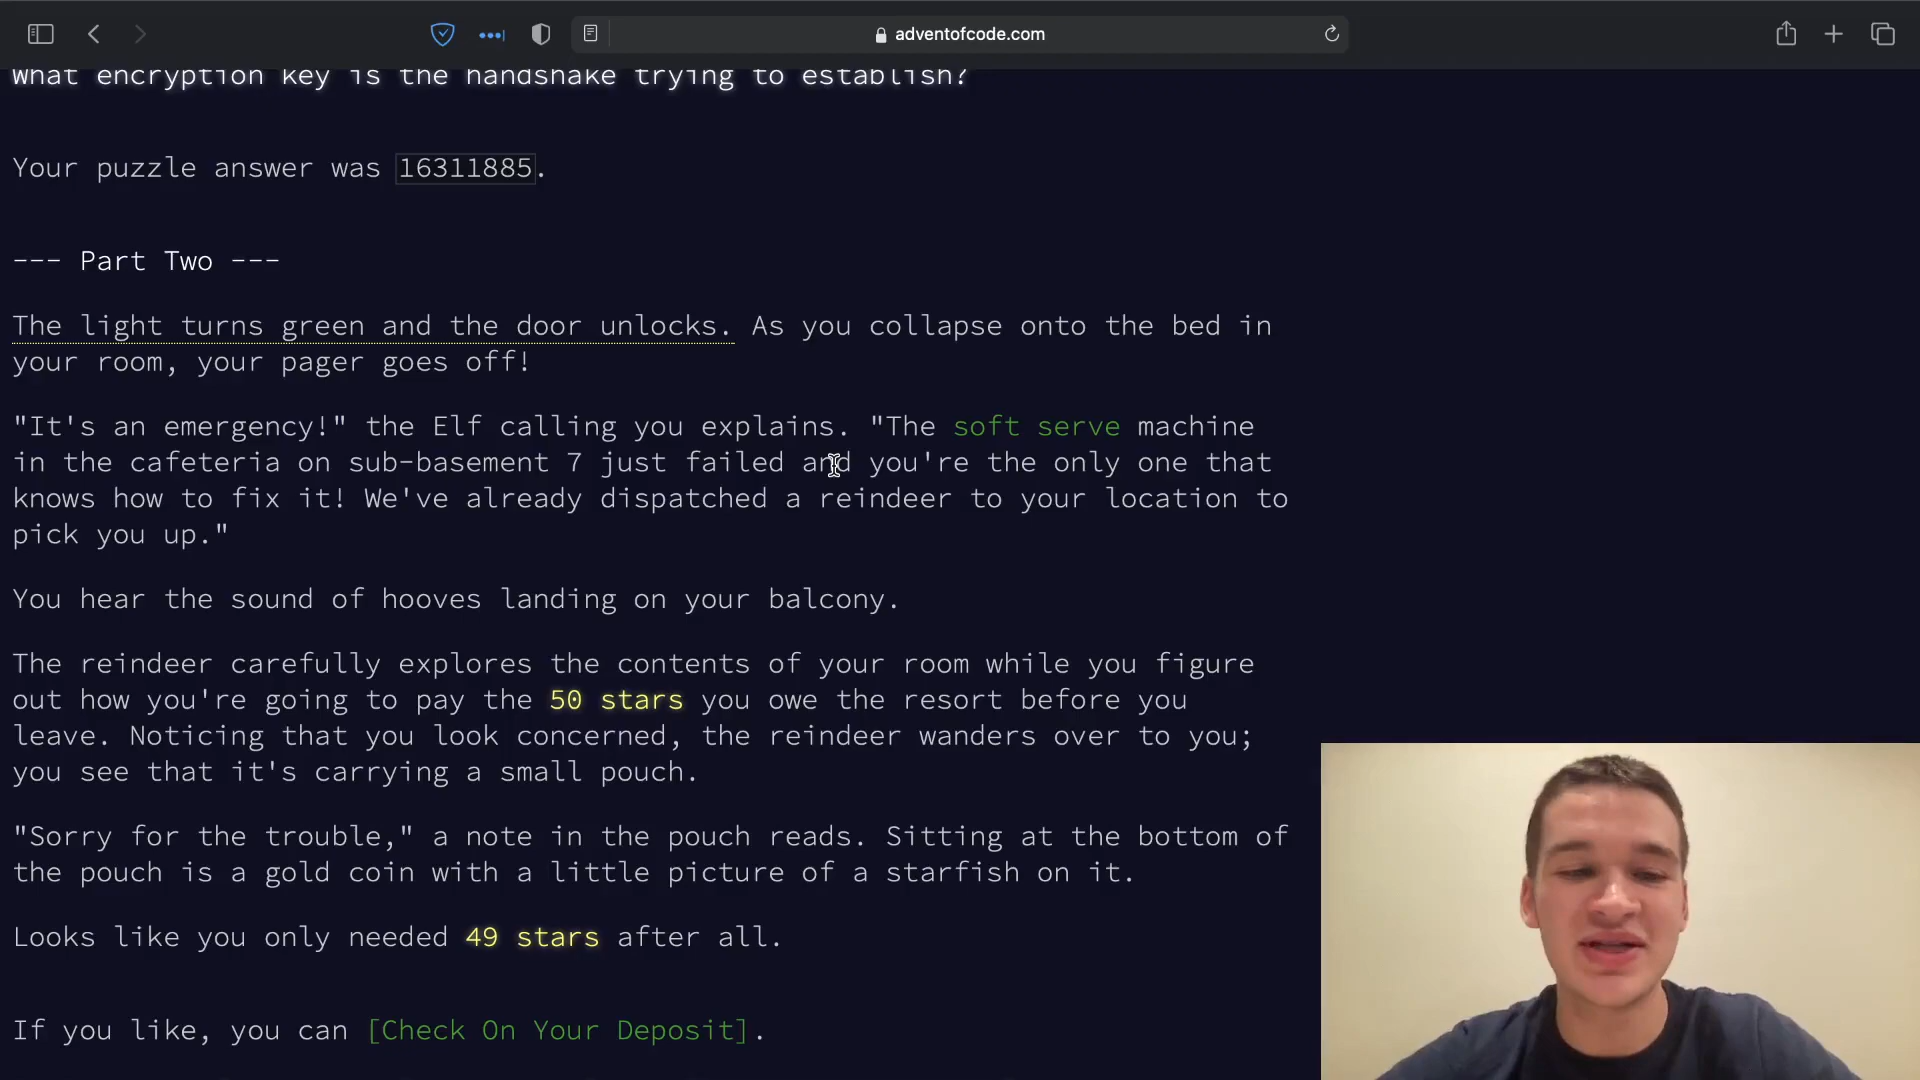 adventofcode.com
What encryption key is the handshake trying to establish?
Your puzzle answer was 16311885.
--- Part Two ---
The light turns green and the door unlocks. As you collapse onto the bed in
your room, your pager goes off!
"It's an emergency!" the Elf calling you explains. "The soft serve machine
in the cafeteria on sub-basement 7 just failed and you're the only one that
knows how to fix it! We've already dispatched a reindeer to your location to
pick you up."
You hear the sound of hooves landing on your balcony.
The reindeer carefully explores the contents of your room while you figure
out how you're going to pay the 50 stars you owe the resort before you
leave. Noticing that you look concerned, the reindeer wanders over to you;
you see that it's carrying a small pouch.
"Sorry for the trouble," a note in the pouch reads. Sitting at the bottom of
the pouch is a gold coin with a little picture of a starfish on it.
Looks like you only needed 49 stars after all.
If you like, you can [Check On Your Deposit].